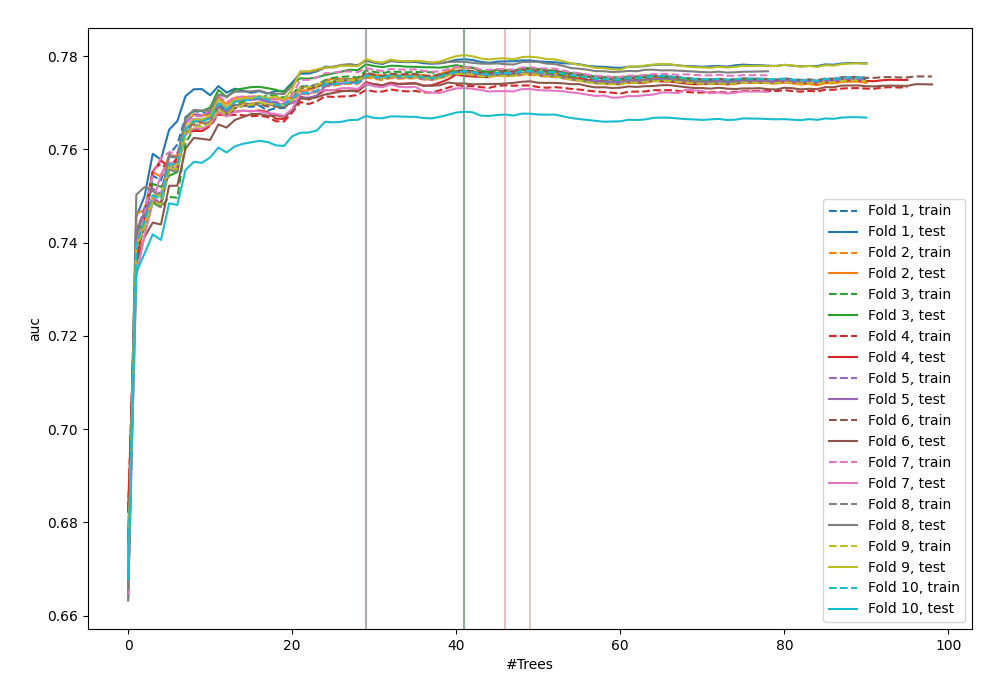 0.78
0.76
0.74
0.72
0.70
0.68
0.66
auc
0
20
40
60
80
100
#Trees
Fold 1, train
Fold 1, test
Fold 2, train
Fold 2, test
Fold 3, train
Fold 3, test
Fold 4, train
Fold 4, test
Fold 5, train
Fold 5, test
Fold 6, train
Fold 6, test
Fold 7, train
Fold 7, test
Fold 8, train
Fold 8, test
Fold 9, train
Fold 9, test
Fold 10, train
Fold 10, test